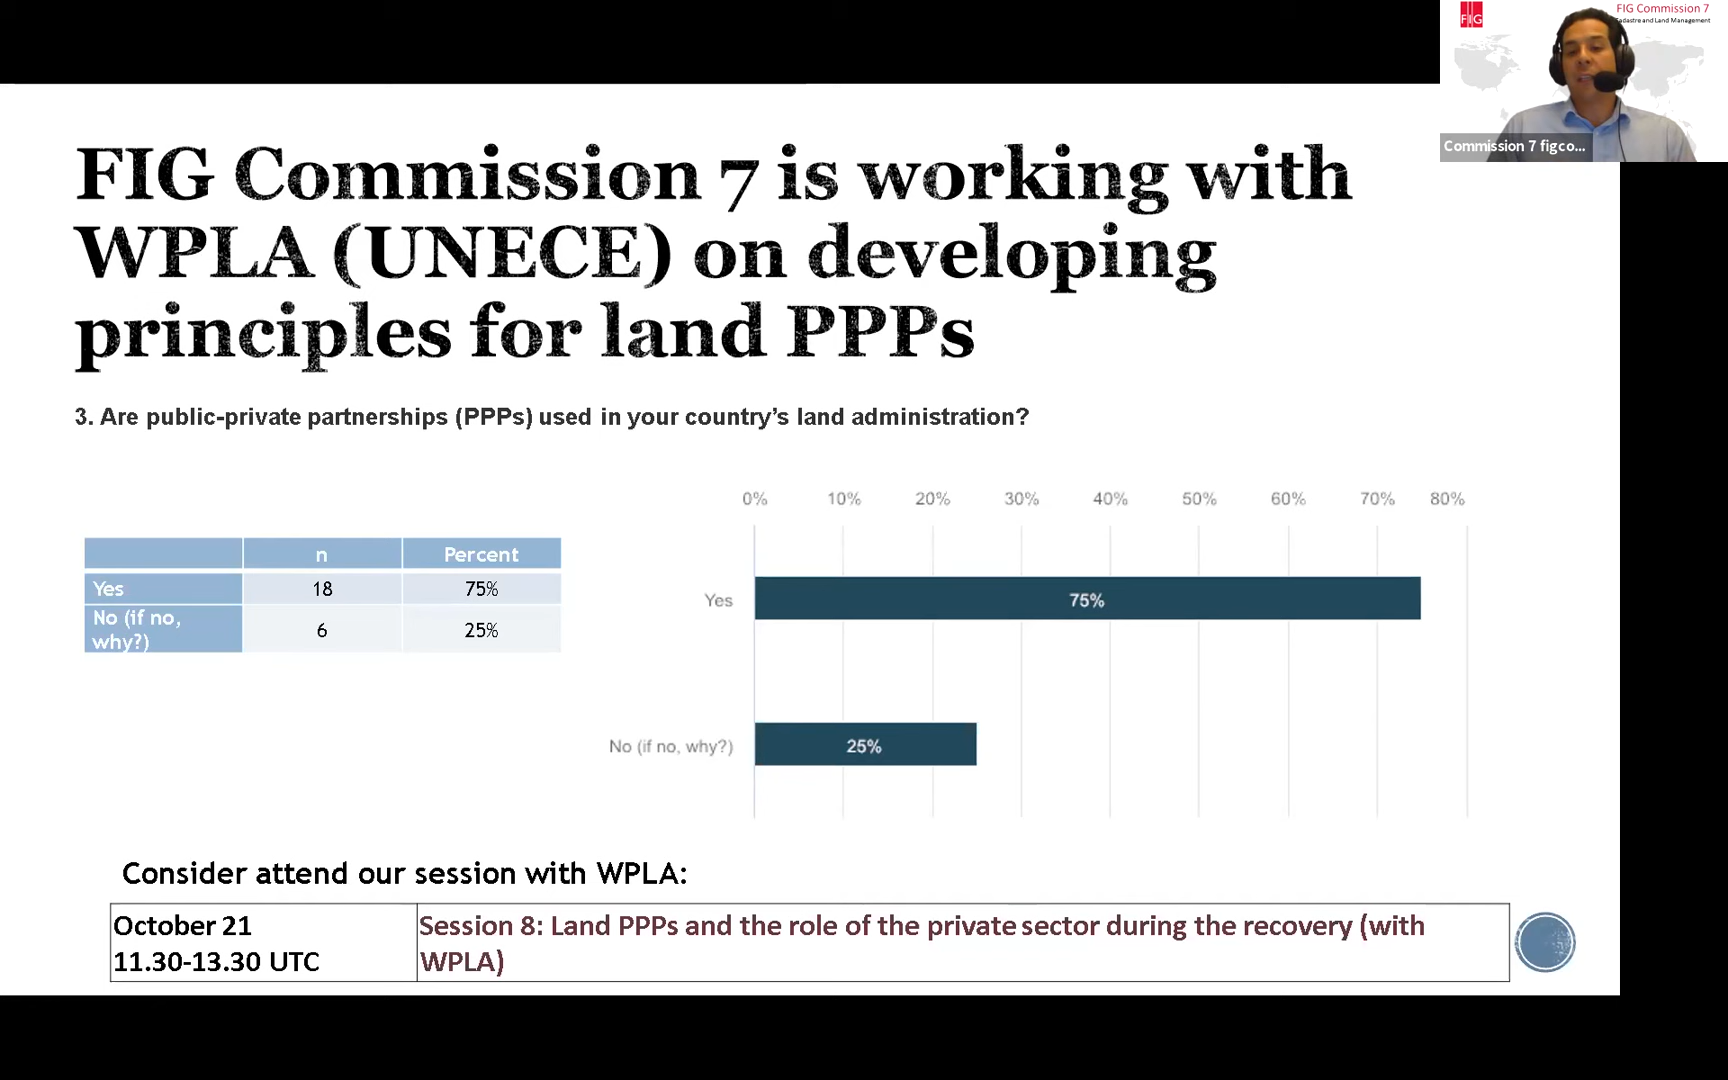 FIG Commission 7
FIG
Cadastre and Land Management
Commission 7 figco...
FIG Commission 7 is working with
WPLA (UNECE) on developing
principles for land PPPs
3. Are public-private partnerships (PPPs) used in your country’s land administration?
0% 10% 20% 30% 40% 50% 60% 70% 80%
n Percent
Yes 18 75%
No (if no,
why?) 6 25%
Yes 75%
No (if no, why?) 25%
Consider attend our session with WPLA:
October 21
11.30-13.30 UTC
Session 8: Land PPPs and the role of the private sector during the recovery (with
WPLA)